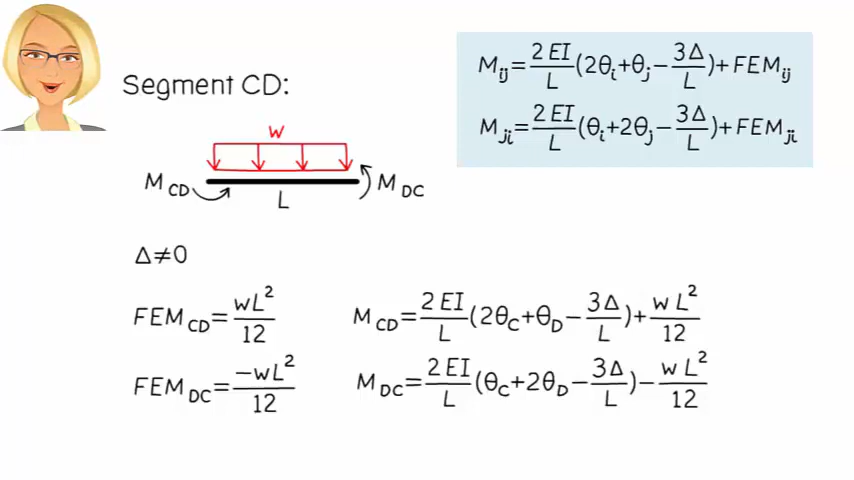 Segment CD:
M_ij = 2EI/L (2θ_i + θ_j − 3Δ/L) + FEM_ij
M_ji = 2EI/L (θ_i + 2θ_j − 3Δ/L) + FEM_ji
w
M_CD
M_DC
L
Δ≠0
FEM_CD = wL²/12
M_CD = 2EI/L (2θ_C + θ_D − 3Δ/L) + wL²/12
FEM_DC = −wL²/12
M_DC = 2EI/L (θ_C + 2θ_D − 3Δ/L) − wL²/12